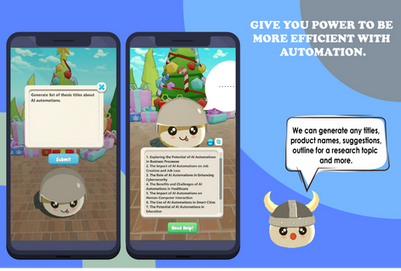 GIVE YOU POWER TO BE
MORE EFFICIENT WITH
AUTOMATION.
Generate list of thesis titles about
AI automations.
Submit
1. Exploring the Potential of AI Automations
in Business Processes
2. The Impact of AI Automations on Job
Creation and Job Loss
3. The Role of AI Automations in Enhancing
Cybersecurity
4. The Benefits and Challenges of AI
Automations in Healthcare
5. The Impact of AI Automations on
Human-Computer Interaction
6. The Use of AI Automations in Smart Cities
7. The Potential of AI Automations in
Education
Need Help?
We can generate any titles,
product names, suggestions,
outline for a research topic
and more.